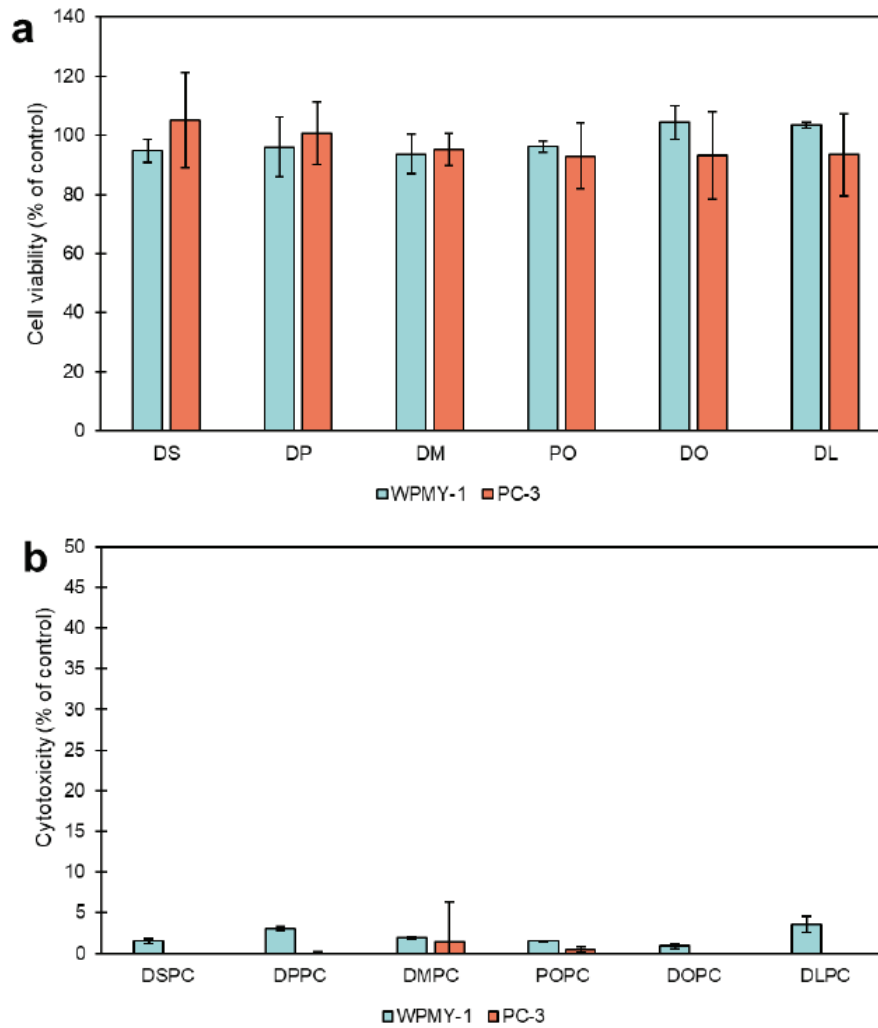 a
Cell viability (% of control)
140
120
100
80
60
40
20
0
DS DP DM PO DO DL
WPMY-1 PC-3
b
Cytotoxicity (% of control)
50
45
40
35
30
25
20
15
10
5
0
DSPC DPPC DMPC POPC DOPC DLPC
WPMY-1 PC-3